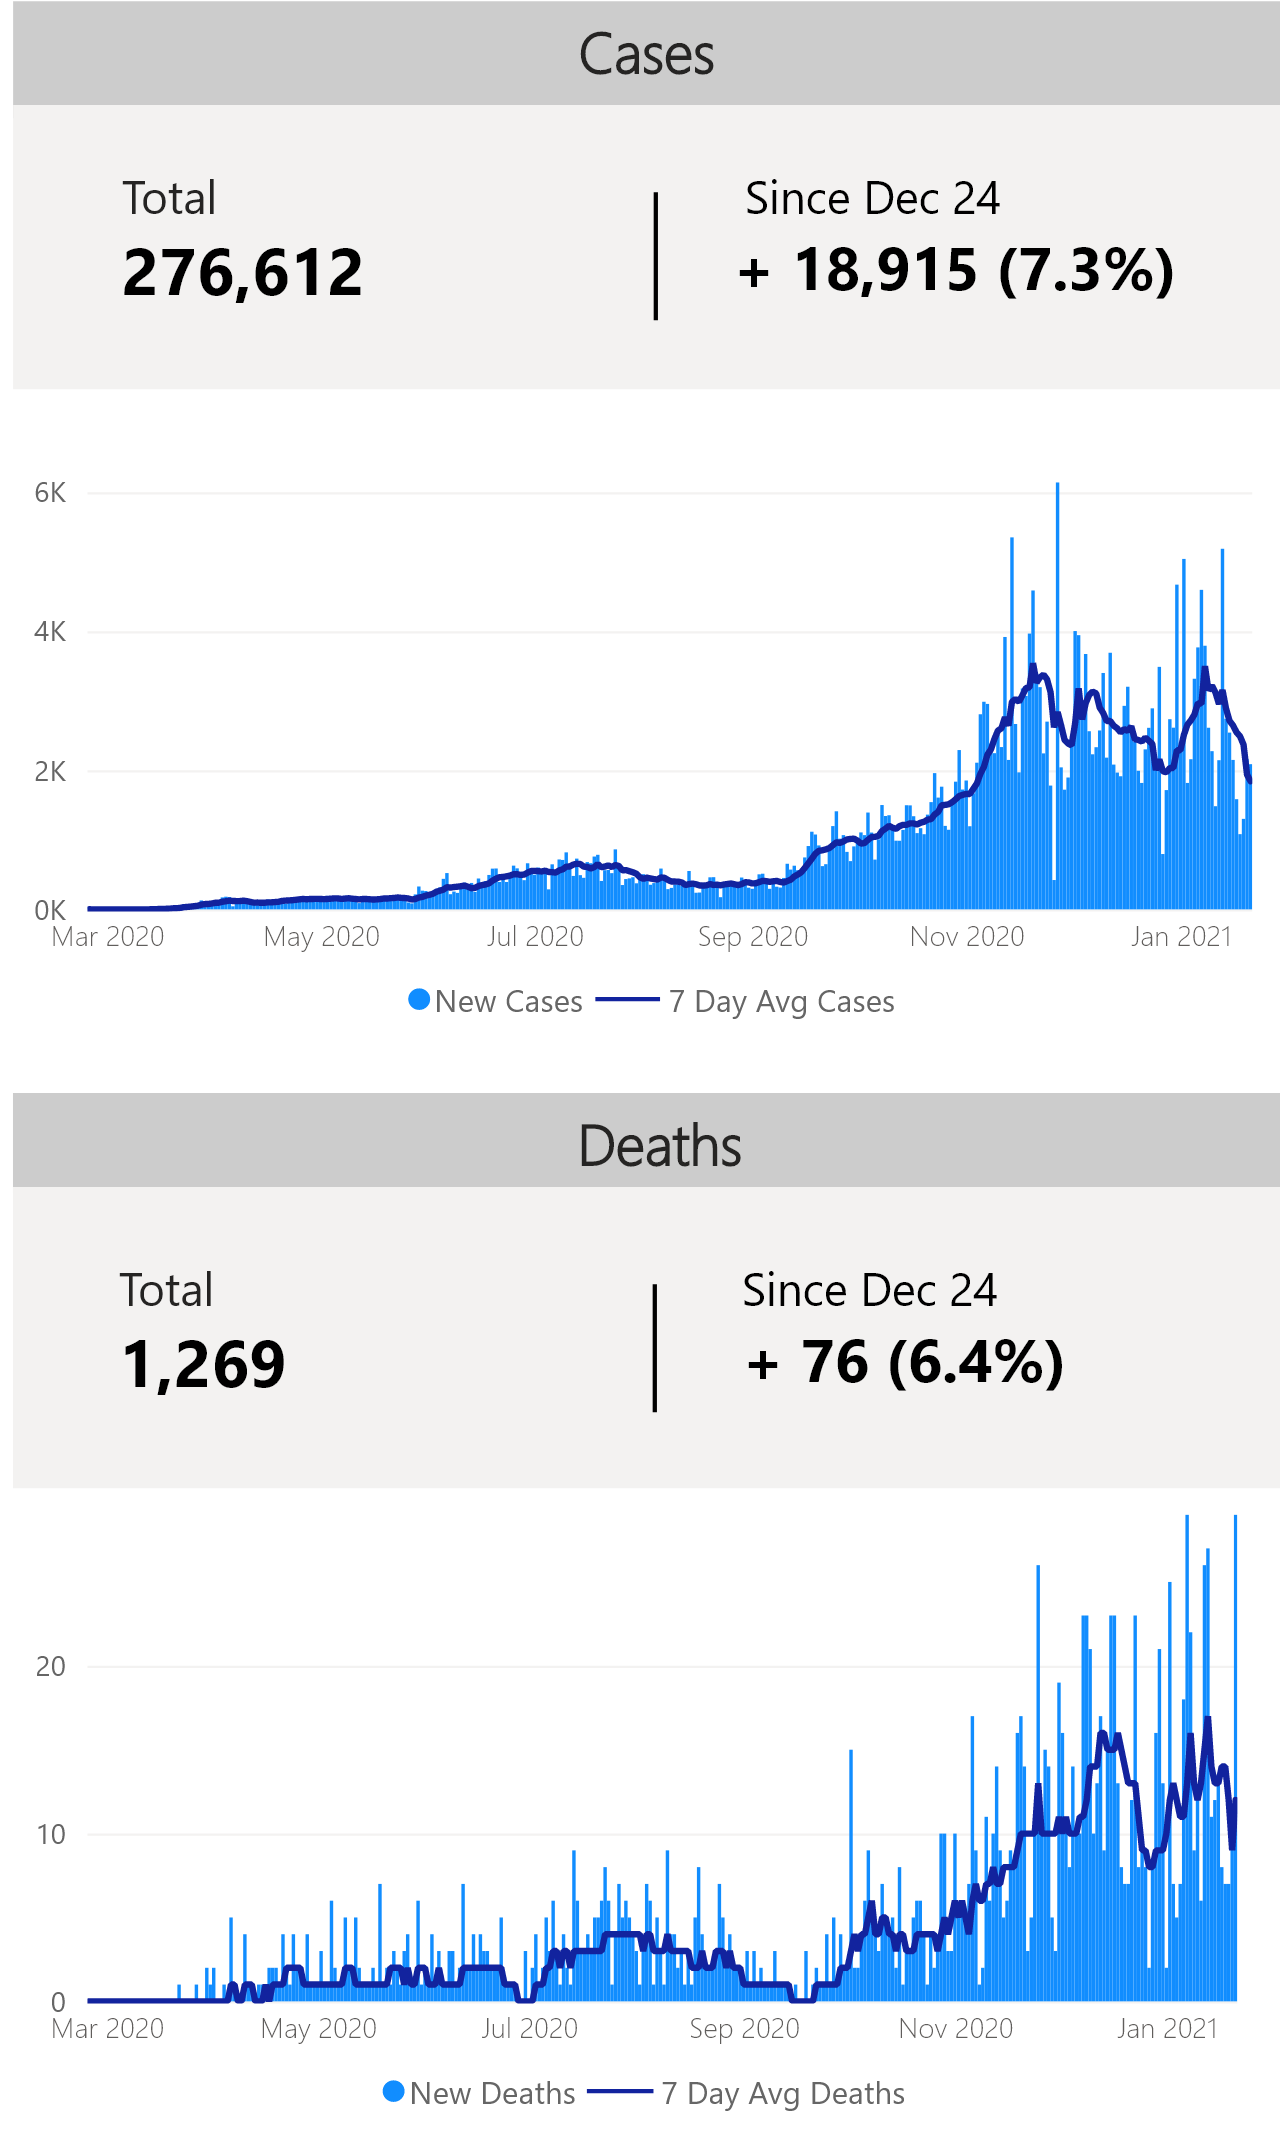 Cases
Total
Since Dec 24
276,612
+ 18,915 (7.3%)
6K
4K
2K
0K
Mar 2020 May 2020 Jul 2020 Sep 2020 Nov 2020 Jan 2021
New Cases 7 Day Avg Cases
Deaths
Total
Since Dec 24
1,269
+ 76 (6.4%)
20
10
0
Mar 2020 May 2020 Jul 2020 Sep 2020 Nov 2020 Jan 2021
New Deaths 7 Day Avg Deaths